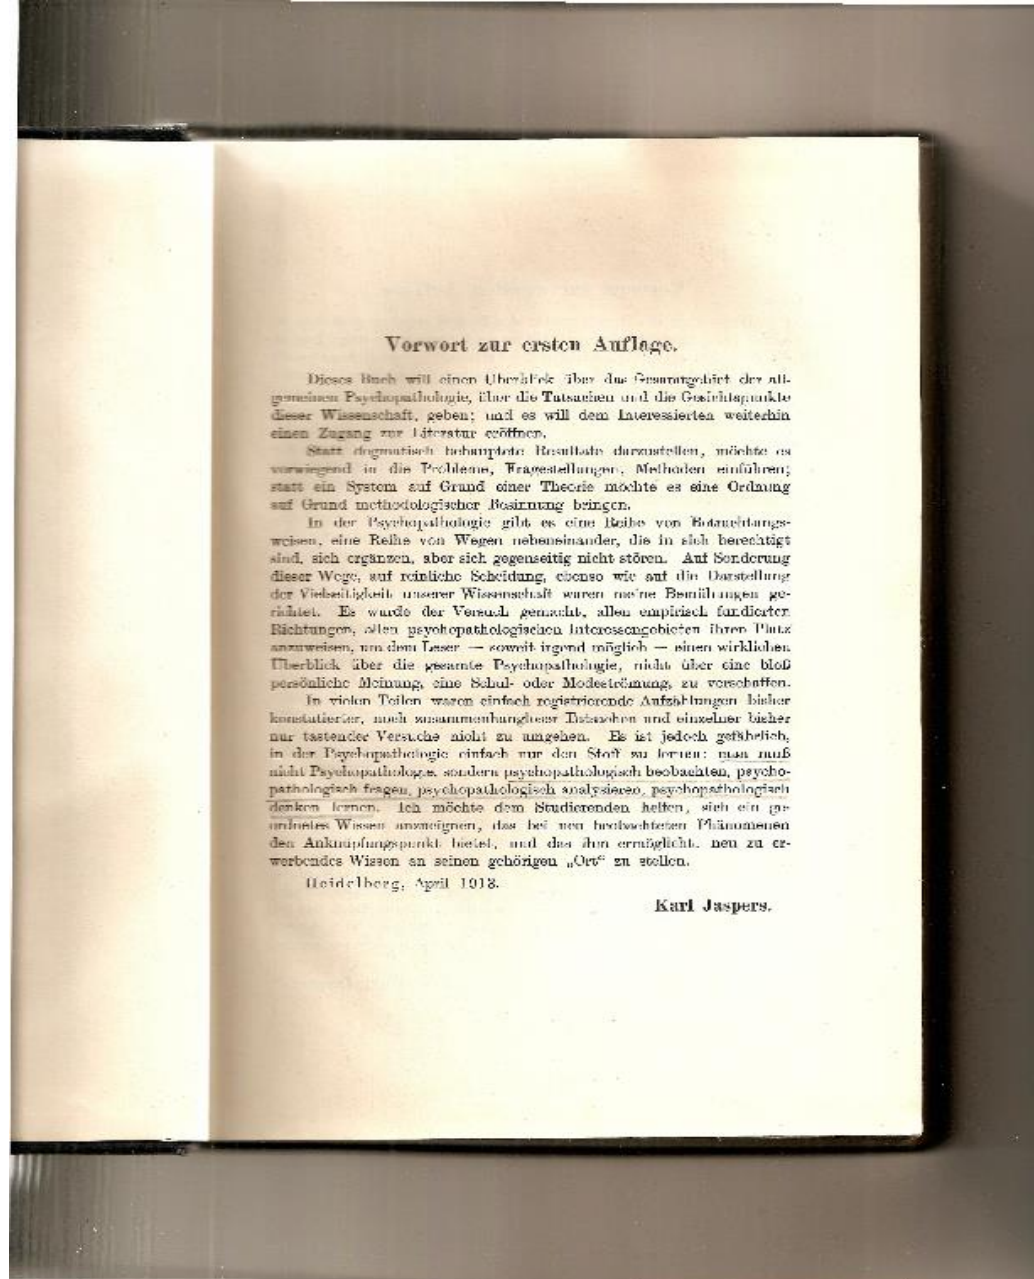 Vorwort zur ersten Auflage.
Dieses Buch will einen Überblick über das Gesamtgebiet der all-
gemeinen Psychopathologie, über die Tatsachen und die Gesichtspunkte
dieser Wissenschaft, geben; und es will dem Interessierten weiterhin
einen Zugang zur Literatur eröffnen.
Statt dogmatisch behauptete Resultate darzustellen, möchte es
vorwiegend in die Probleme, Fragestellungen, Methoden einführen;
statt ein System auf Grund einer Theorie möchte es eine Ordnung
auf Grund methodologischer Besinnung bringen.
In der Psychopathologie gibt es eine Reihe von Betrachtungs-
weisen, eine Reihe von Wegen nebeneinander, die in sich berechtigt
sind, sich ergänzen, aber sich gegenseitig nicht stören. Auf Sonderung
dieser Wege, auf reinliche Scheidung, ebenso wie auf die Darstellung
der Vielseitigkeit unserer Wissenschaft waren meine Bemühungen ge-
richtet. Es wurde der Versuch gemacht, allen empirisch fundierten
Richtungen, allen psychopathologischen Interessengebieten ihren Platz
anzuweisen, um dem Leser — soweit irgend möglich — einen wirklichen
Überblick über die gesamte Psychopathologie, nicht über eine bloß
persönliche Meinung, eine Schul- oder Modeströmung, zu verschaffen.
In vielen Teilen waren einfach registrierende Aufzählungen bisher
konstatierter, noch zusammenhangloser Tatsachen und einzelner bisher
nur tastender Versuche nicht zu umgehen. Es ist jedoch gefährlich,
in der Psychopathologie einfach nur den Stoff zu lernen: man muß
nicht Psychopathologie, sondern psychopathologisch beobachten, psycho-
pathologisch fragen, psychopathologisch analysieren, psychopathologisch
denken lernen. Ich möchte dem Studierenden helfen, sich ein ge-
ordnetes Wissen anzueignen, das bei neu beobachteten Phänomenen
den Anknüpfungspunkt bietet, und das ihm ermöglicht, neu zu er-
werbendes Wissen an seinen gehörigen „Ort“ zu stellen.
Heidelberg, April 1913.
Karl Jaspers.